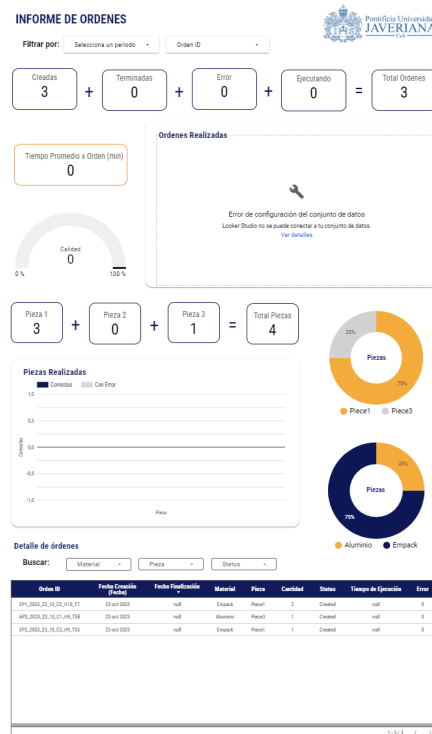 INFORME DE ORDENES
Pontificia Universidad
JAVERIANA
Cali
Filtrar por:
Selecciona un periodo
Orden ID
Creadas
3
+
Terminadas
0
+
Error
0
+
Ejecutando
0
=
Total Ordenes
3
Tiempo Promedio x Orden (min)
0
Ordenes Realizadas
Error de configuración del conjunto de datos
Looker Studio no se puede conectar a tu conjunto de datos.
Ver detalles
Calidad
0
0 %
100 %
Pieza 1
3
+
Pieza 2
0
+
Pieza 3
1
=
Total Piezas
4
25%
Piezas
75%
Piece1 Piece3
Piezas Realizadas
Correctas Con Error
1,0
0,5
0,0
-0,5
-1,0
Correctas
Pieza
25%
Piezas
75%
Aluminio Empack
Detalle de órdenes
Buscar:
Material
Pieza
Status
Orden ID Fecha Creación (Fecha) Fecha Finalización Material Pieza Cantidad Status Tiempo de Ejecución Error
23 oct 2023 null Empack Piece1 2 Created null 0
23 oct 2023 null Aluminio Piece3 1 Created null 0
23 oct 2023 null Empack Piece1 1 Created null 0
1 - 3 / 3